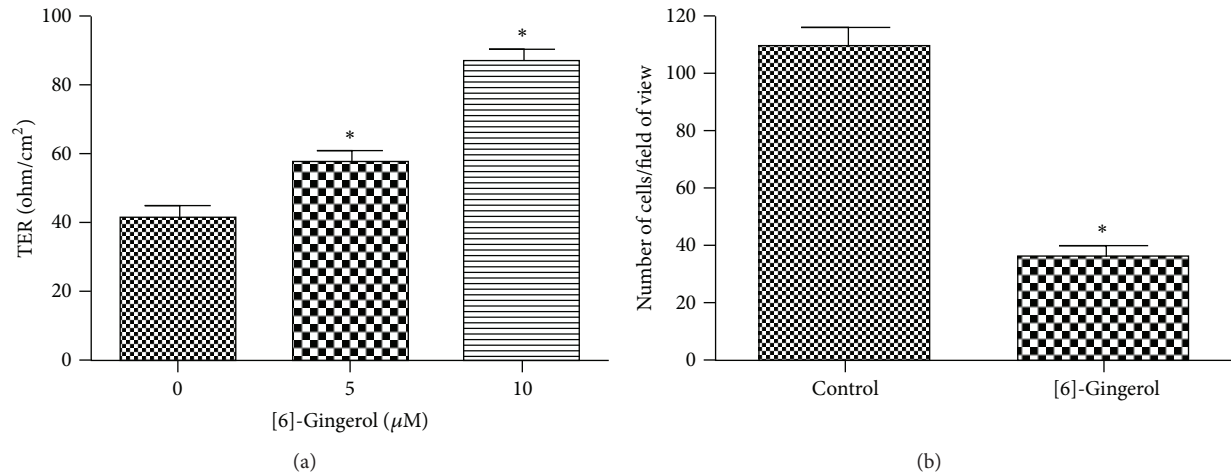 100
80
60
40
20
0
TER (ohm/cm²)
*
*
0
5
10
[6]-Gingerol (μM)
(a)
120
100
80
60
40
20
0
Number of cells/field of view
*
Control
[6]-Gingerol
(b)